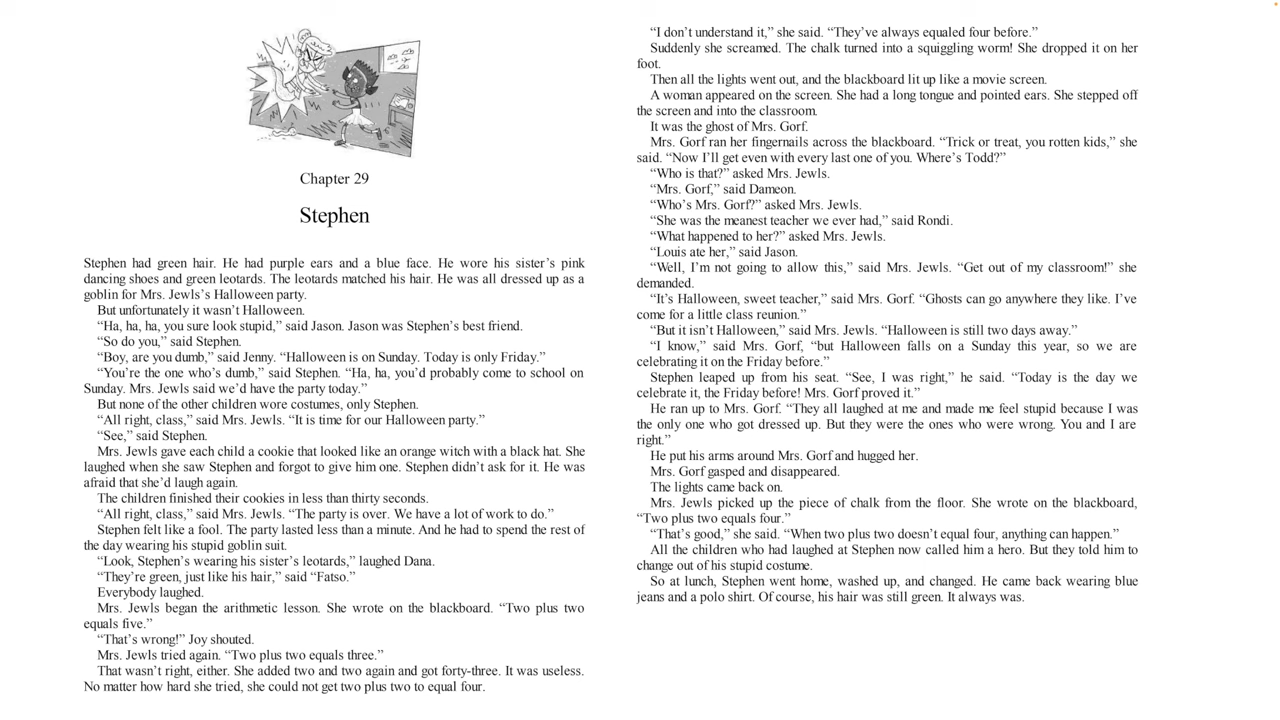 Chapter 29
Stephen
Stephen had green hair. He had purple ears and a blue face. He wore his sister’s pink
dancing shoes and green leotards. The leotards matched his hair. He was all dressed up as a
goblin for Mrs. Jewls’s Halloween party.
But unfortunately it wasn’t Halloween.
“Ha, ha, ha, you sure look stupid,” said Jason. Jason was Stephen’s best friend.
“So do you,” said Stephen.
“Boy, are you dumb,” said Jenny. “Halloween is on Sunday. Today is only Friday.”
“You’re the one who’s dumb,” said Stephen. “Ha, ha, you’d probably come to school on
Sunday. Mrs. Jewls said we’d have the party today.”
But none of the other children wore costumes, only Stephen.
“All right, class,” said Mrs. Jewls. “It is time for our Halloween party.”
“See,” said Stephen.
Mrs. Jewls gave each child a cookie that looked like an orange witch with a black hat. She
laughed when she saw Stephen and forgot to give him one. Stephen didn’t ask for it. He was
afraid that she’d laugh again.
The children finished their cookies in less than thirty seconds.
“All right, class,” said Mrs. Jewls. “The party is over. We have a lot of work to do.”
Stephen felt like a fool. The party lasted less than a minute. And he had to spend the rest of
the day wearing his stupid goblin suit.
“Look, Stephen’s wearing his sister’s leotards,” laughed Dana.
“They’re green, just like his hair,” said “Fatso.”
Everybody laughed.
Mrs. Jewls began the arithmetic lesson. She wrote on the blackboard. “Two plus two
equals five.”
“That’s wrong!” Joy shouted.
Mrs. Jewls tried again. “Two plus two equals three.”
That wasn’t right, either. She added two and two again and got forty-three. It was useless.
No matter how hard she tried, she could not get two plus two to equal four.
“I don’t understand it,” she said. “They’ve always equaled four before.”
Suddenly she screamed. The chalk turned into a squiggling worm! She dropped it on her
foot.
Then all the lights went out, and the blackboard lit up like a movie screen.
A woman appeared on the screen. She had a long tongue and pointed ears. She stepped off
the screen and into the classroom.
It was the ghost of Mrs. Gorf.
Mrs. Gorf ran her fingernails across the blackboard. “Trick or treat, you rotten kids,” she
said. “Now I’ll get even with every last one of you. Where’s Todd?”
“Who is that?” asked Mrs. Jewls.
“Mrs. Gorf,” said Dameon.
“Who’s Mrs. Gorf?” asked Mrs. Jewls.
“She was the meanest teacher we ever had,” said Rondi.
“What happened to her?” asked Mrs. Jewls.
“Louis ate her,” said Jason.
“Well, I’m not going to allow this,” said Mrs. Jewls. “Get out of my classroom!” she
demanded.
“It’s Halloween, sweet teacher,” said Mrs. Gorf. “Ghosts can go anywhere they like. I’ve
come for a little class reunion.”
“But it isn’t Halloween,” said Mrs. Jewls. “Halloween is still two days away.”
“I know,” said Mrs. Gorf, “but Halloween falls on a Sunday this year, so we are
celebrating it on the Friday before.”
Stephen leaped up from his seat. “See, I was right,” he said. “Today is the day we
celebrate it, the Friday before! Mrs. Gorf proved it.”
He ran up to Mrs. Gorf. “They all laughed at me and made me feel stupid because I was
the only one who got dressed up. But they were the ones who were wrong. You and I are
right.”
He put his arms around Mrs. Gorf and hugged her.
Mrs. Gorf gasped and disappeared.
The lights came back on.
Mrs. Jewls picked up the piece of chalk from the floor. She wrote on the blackboard,
“Two plus two equals four.”
“That’s good,” she said. “When two plus two doesn’t equal four, anything can happen.”
All the children who had laughed at Stephen now called him a hero. But they told him to
change out of his stupid costume.
So at lunch, Stephen went home, washed up, and changed. He came back wearing blue
jeans and a polo shirt. Of course, his hair was still green. It always was.